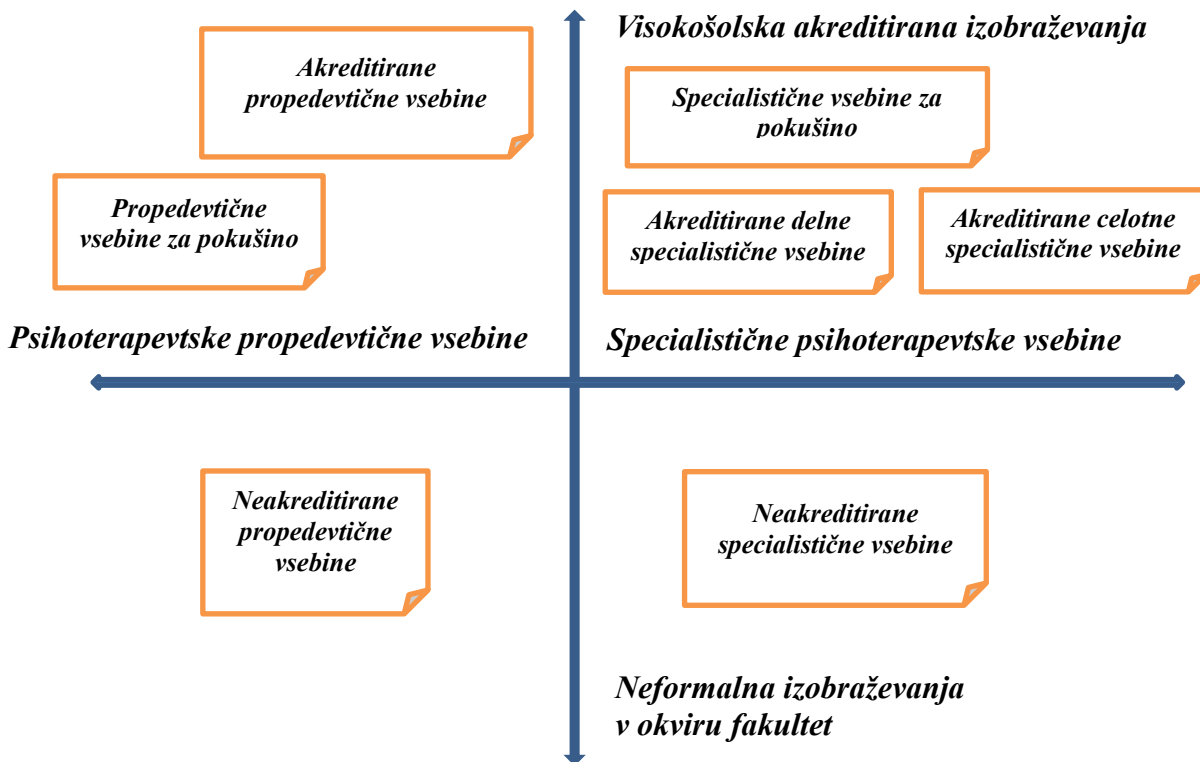 Visokošolska akreditirana izobraževanja
Akreditirane
propedevtične vsebine
Specialistične vsebine za
pokušino
Propedevtične
vsebine za pokušino
Akreditirane delne
specialistične vsebine
Akreditirane celotne
specialistične vsebine
Psihoterapevtske propedevtične vsebine
Specialistične psihoterapevtske vsebine
Neakreditirane
propedevtične
vsebine
Neakreditirane
specialistične vsebine
Neformalna izobraževanja
v okviru fakultet